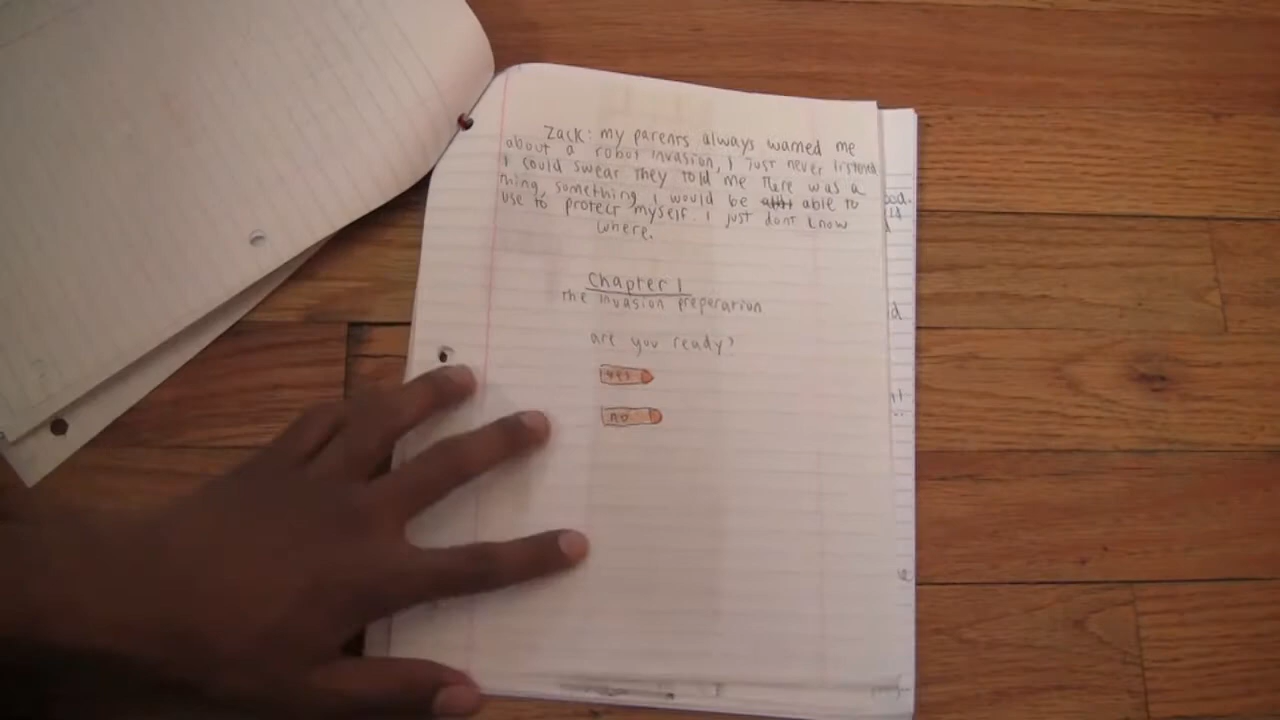 Zack: my parents always warned me
about a robot invasion, I just never listened
I could swear they told me there was a
thing, something I would be able to
use to protect myself. I just dont know
where.
Chapter 1
the invasion preperation
are you ready?
yes
no